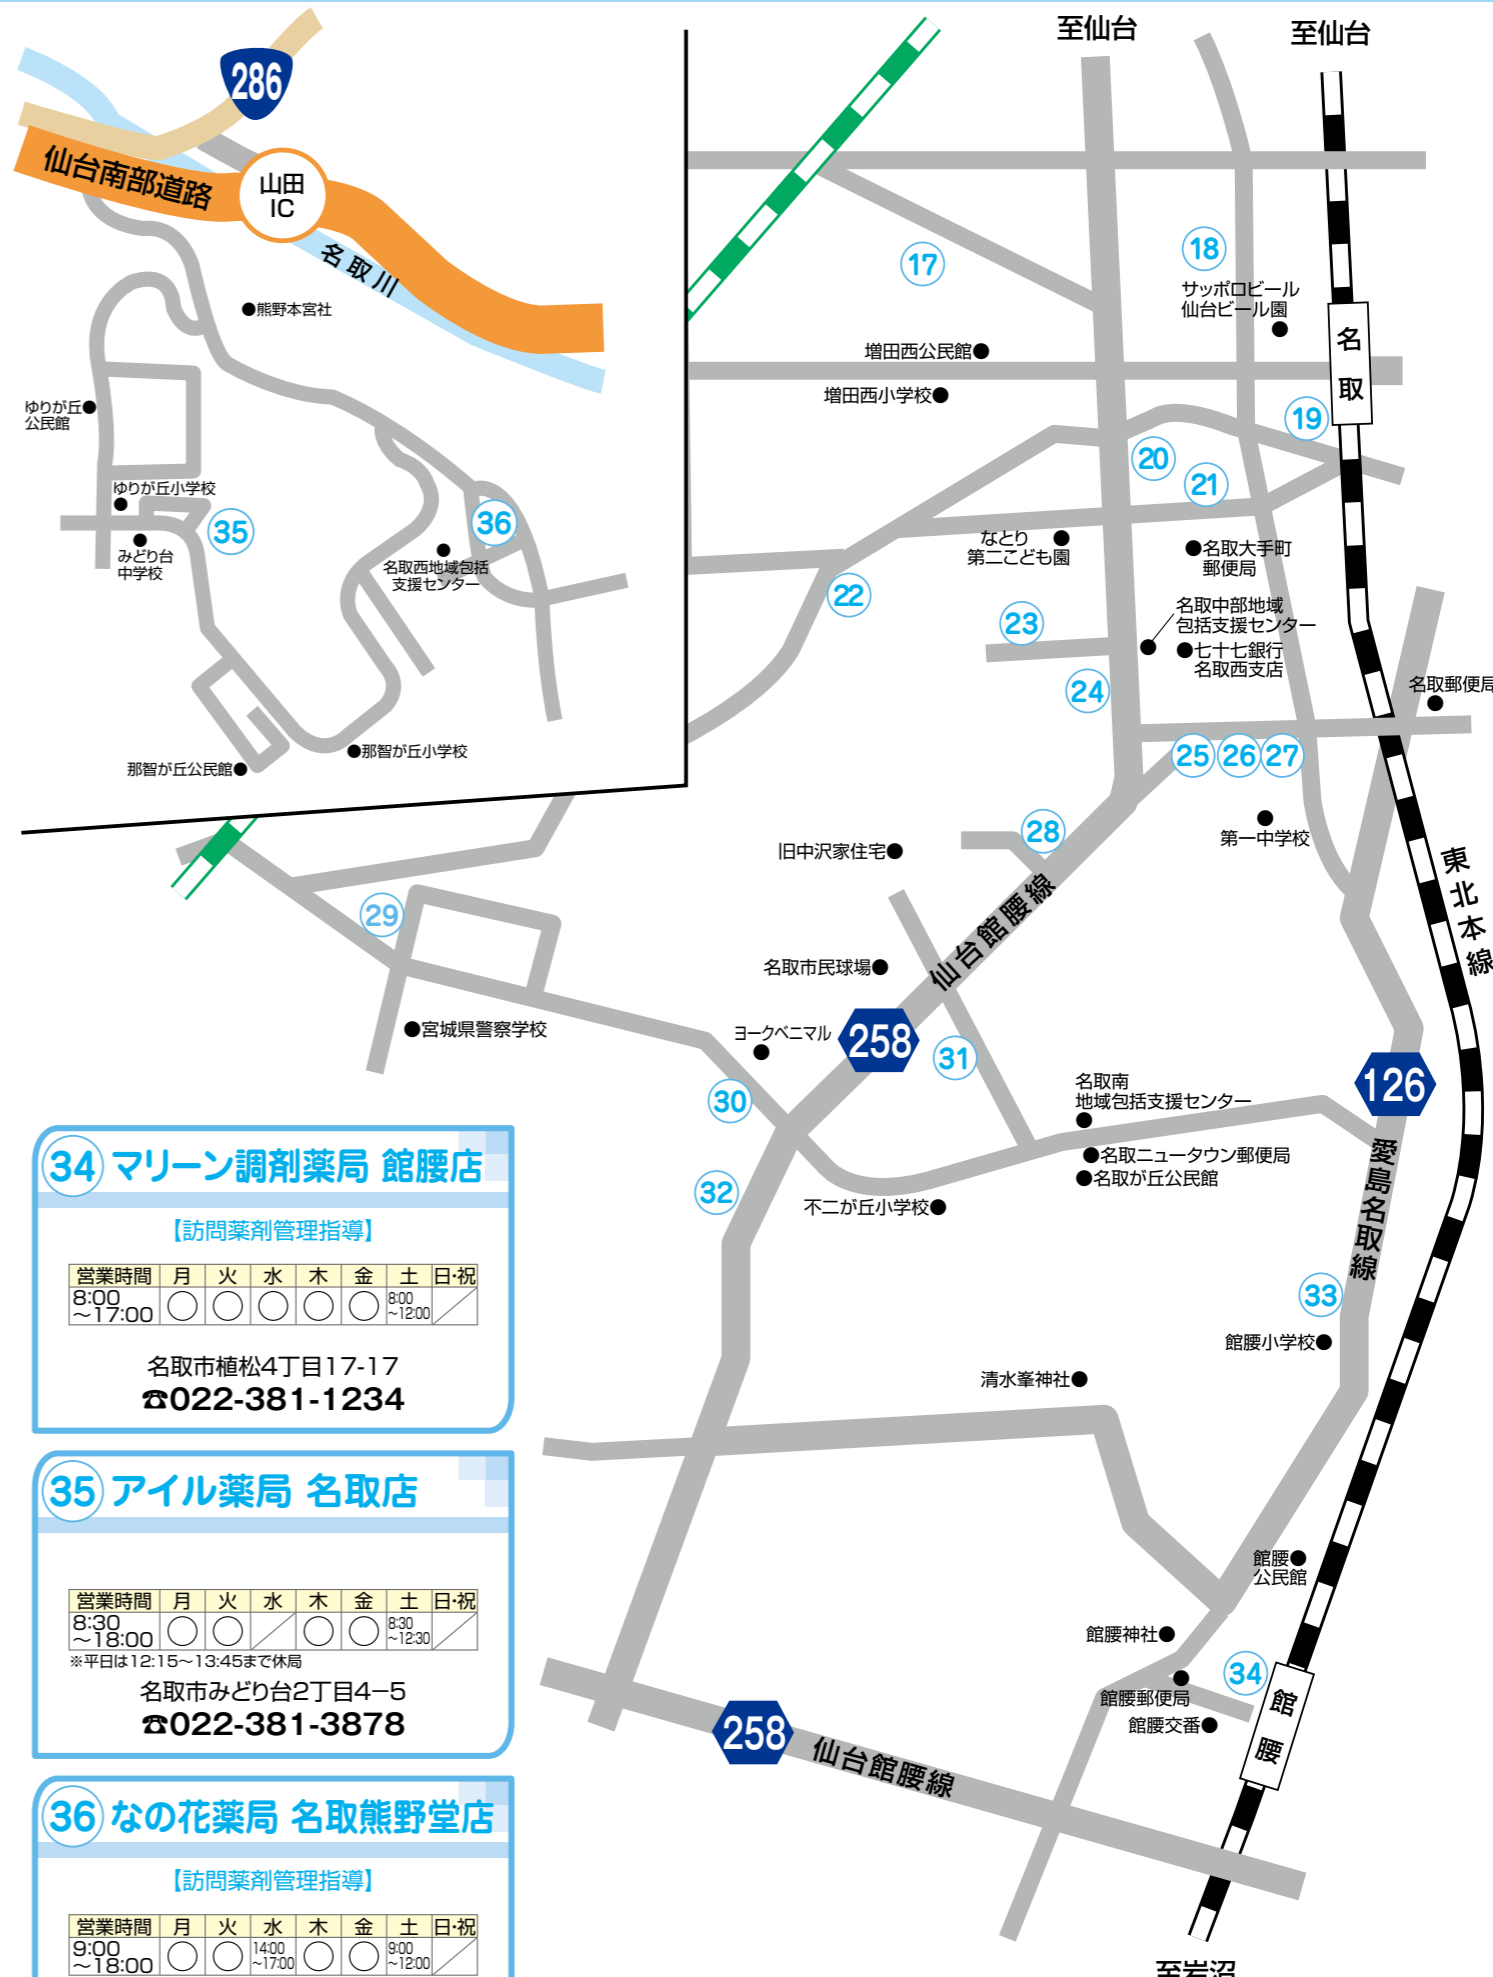 至仙台
至仙台
286
仙台南部道路
山田
IC
名取川
熊野本宮社
ゆりが丘
公民館
ゆりが丘小学校
35
みどり台
中学校
36
名取西地域包括
支援センター
那智が丘小学校
那智が丘公民館
17
18
サッポロビール
仙台ビール園
名取
増田西公民館
増田西小学校
19
20
21
なとり
第二こども園
名取大手町
郵便局
22
23
名取中部地域
包括支援センター
七十七銀行
名取西支店
24
名取郵便局
25
26
27
28
第一中学校
旧中沢家住宅
東北本線
29
仙台館腰線
名取市民球場
宮城県警察学校
ヨークベニマル
258
31
30
126
名取南
地域包括支援センター
名取ニュータウン郵便局
名取が丘公民館
愛島名取線
32
不二が丘小学校
33
館腰小学校
清水峯神社
館腰
公民館
館腰神社
34
館腰郵便局
館腰交番
館腰
258
仙台館腰線
至岩沼
34 マリーン調剤薬局 館腰店
【訪問薬剤管理指導】
営業時間 月 火 水 木 金 土 日・祝
8:00
～17:00 ○ ○ ○ ○ ○ 8:00
～12:00
名取市植松4丁目17-17
☎022-381-1234
35 アイル薬局 名取店
営業時間 月 火 水 木 金 土 日・祝
8:30
～18:00 ○ ○ ○ ○ 8:30
～12:30
※平日は12:15～13:45まで休局
名取市みどり台2丁目4−5
☎022-381-3878
36 なの花薬局 名取熊野堂店
【訪問薬剤管理指導】
営業時間 月 火 水 木 金 土 日・祝
9:00
～18:00 ○ ○ 14:00
～17:00 ○ ○ 9:00
～12:00